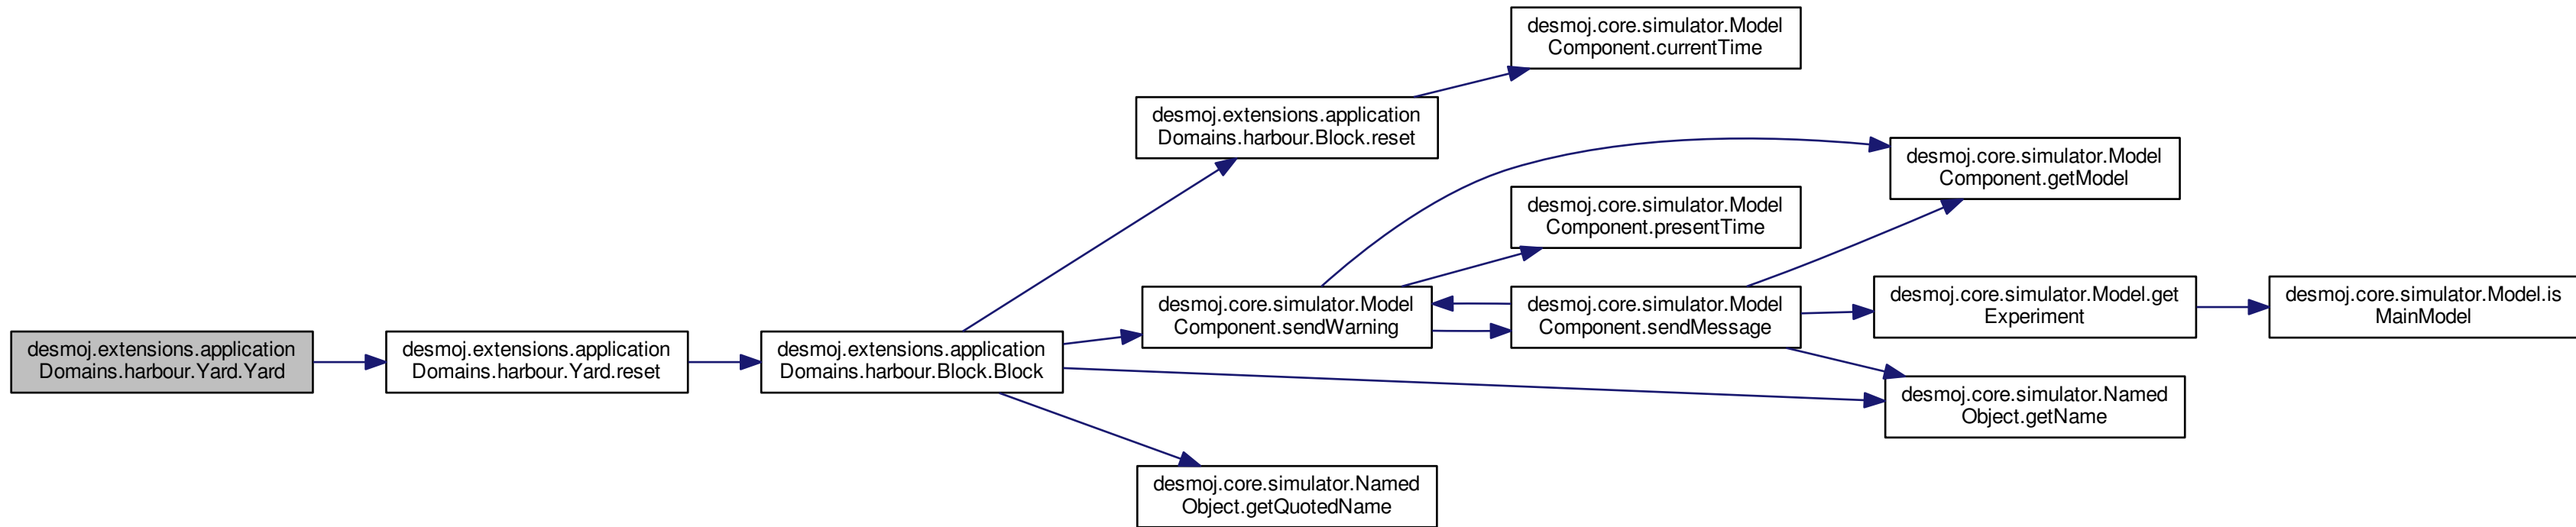 desmoj.core.simulator.Model
Component.currentTime
desmoj.extensions.application
Domains.harbour.Block.reset
desmoj.core.simulator.Model
Component.getModel
desmoj.core.simulator.Model
Component.presentTime
desmoj.core.simulator.Model
Component.sendWarning
desmoj.core.simulator.Model
Component.sendMessage
desmoj.core.simulator.Model.get
Experiment
desmoj.core.simulator.Model.is
MainModel
desmoj.extensions.application
Domains.harbour.Yard.Yard
desmoj.extensions.application
Domains.harbour.Yard.reset
desmoj.extensions.application
Domains.harbour.Block.Block
desmoj.core.simulator.Named
Object.getName
desmoj.core.simulator.Named
Object.getQuotedName